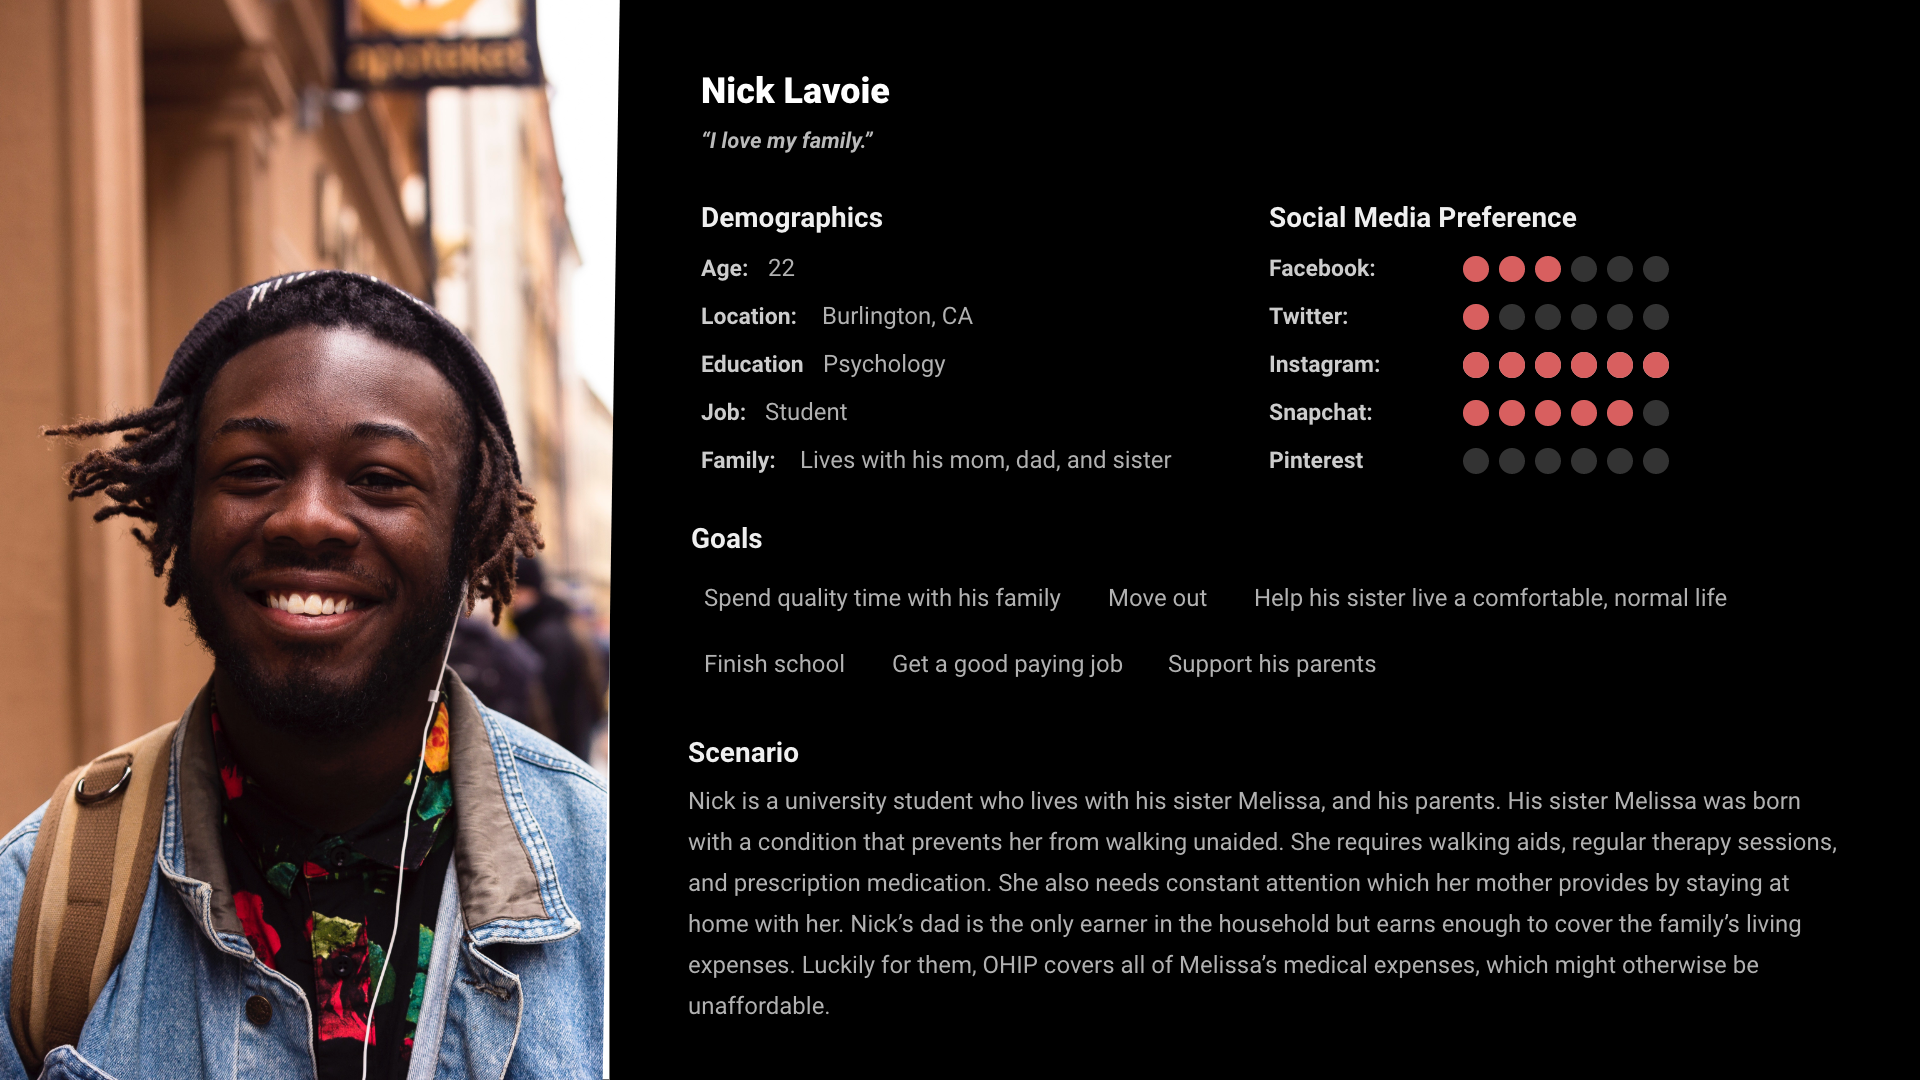 apoteket
Nick Lavoie
“I love my family.”
Demographics
Age: 22
Location: Burlington, CA
Education Psychology
Job: Student
Family: Lives with his mom, dad, and sister
Social Media Preference
Facebook:
Twitter:
Instagram:
Snapchat:
Pinterest
Goals
Spend quality time with his family Move out Help his sister live a comfortable, normal life
Finish school Get a good paying job Support his parents
Scenario
Nick is a university student who lives with his sister Melissa, and his parents. His sister Melissa was born
with a condition that prevents her from walking unaided. She requires walking aids, regular therapy sessions,
and prescription medication. She also needs constant attention which her mother provides by staying at
home with her. Nick’s dad is the only earner in the household but earns enough to cover the family’s living
expenses. Luckily for them, OHIP covers all of Melissa’s medical expenses, which might otherwise be
unaffordable.